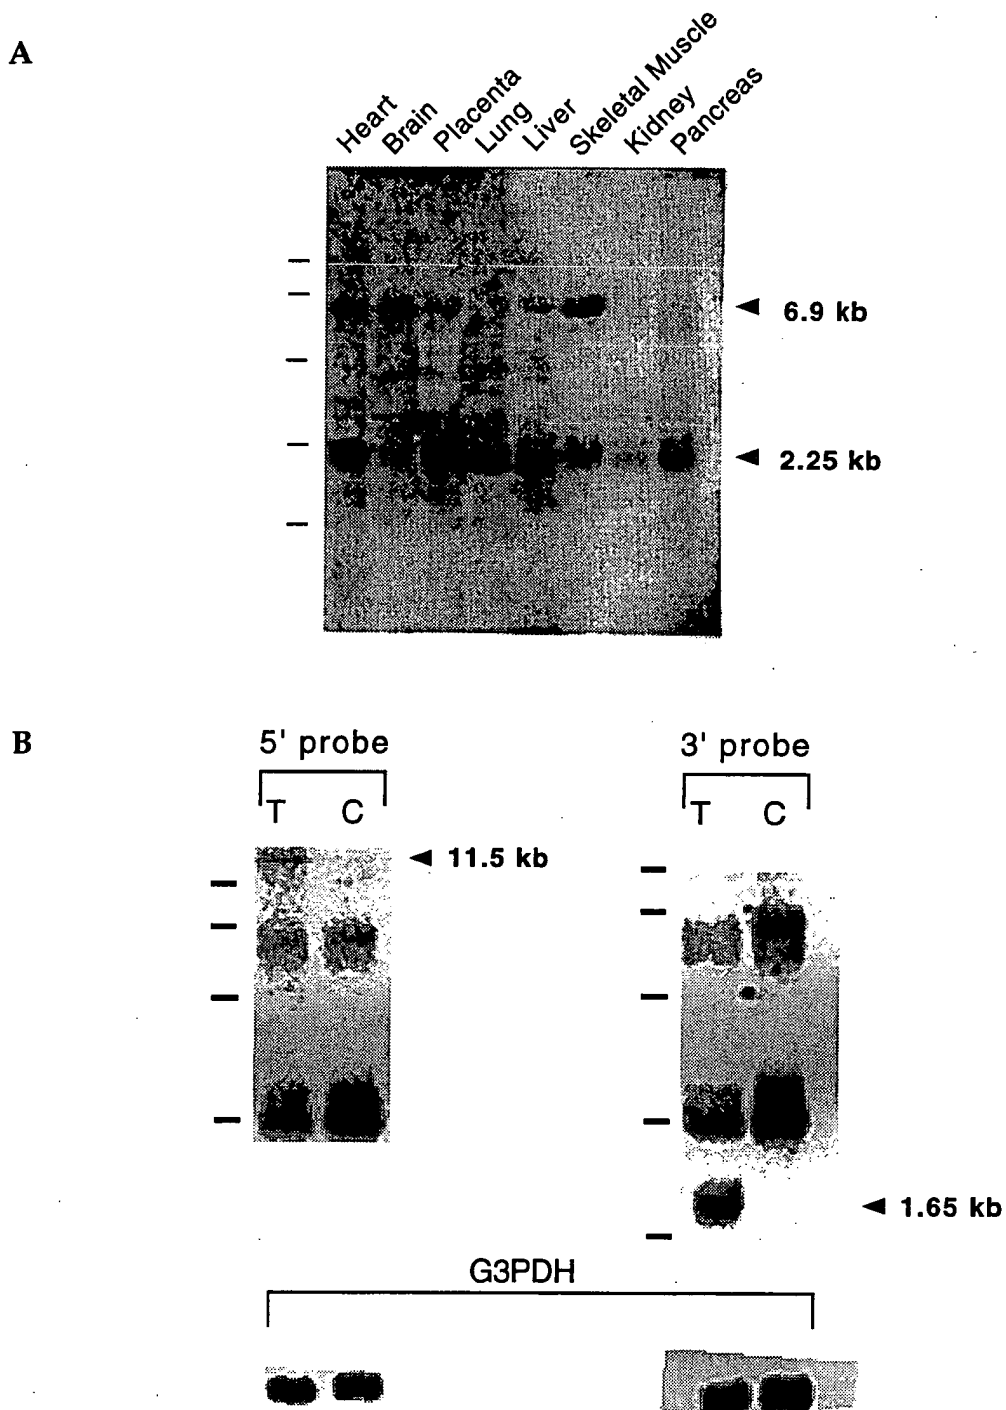 A
Heart
Brain
Placenta
Lung
Liver
Skeletal Muscle
Kidney
Pancreas
6.9 kb
2.25 kb
B
5' probe
3' probe
T C
T C
11.5 kb
1.65 kb
G3PDH